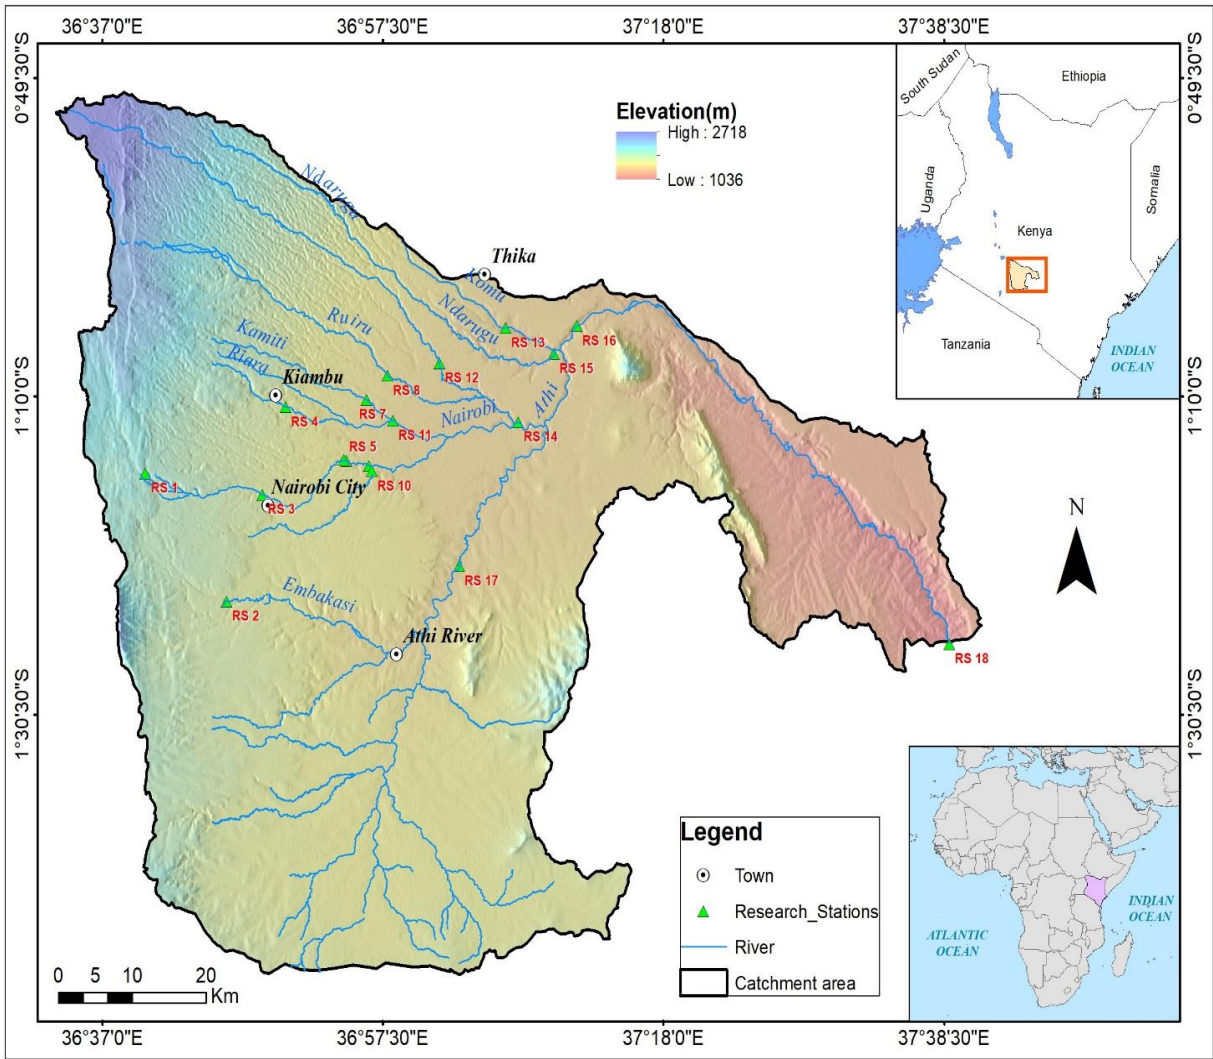 36°37'0"E
36°57'30"E
37°18'0"E
37°38'30"E
0°49'30"S
0°49'30"S
South Sudan
Ethiopia
Uganda
Kenya
Somalia
Tanzania
INDIAN
OCEAN
Elevation(m)
High : 2718
Low : 1036
Ndaruga
Thika
Komu
Ndarugu
Ruiru
Kamiti
Riara
Kiambu
RS 13
RS 16
RS 15
RS 12
RS 8
RS 7
RS 4
RS 11
Nairobi
Athi
RS 14
1°10'0"S
1°10'0"S
RS 5
RS 1
RS 10
Nairobi City
RS 3
N
RS 17
Embakasi
RS 2
Athi River
RS 18
1°30'30"S
1°30'30"S
Legend
Town
Research_Stations
River
Catchment area
INDIAN
OCEAN
ATLANTIC
OCEAN
0 5 10 20
Km
36°37'0"E
36°57'30"E
37°18'0"E
37°38'30"E